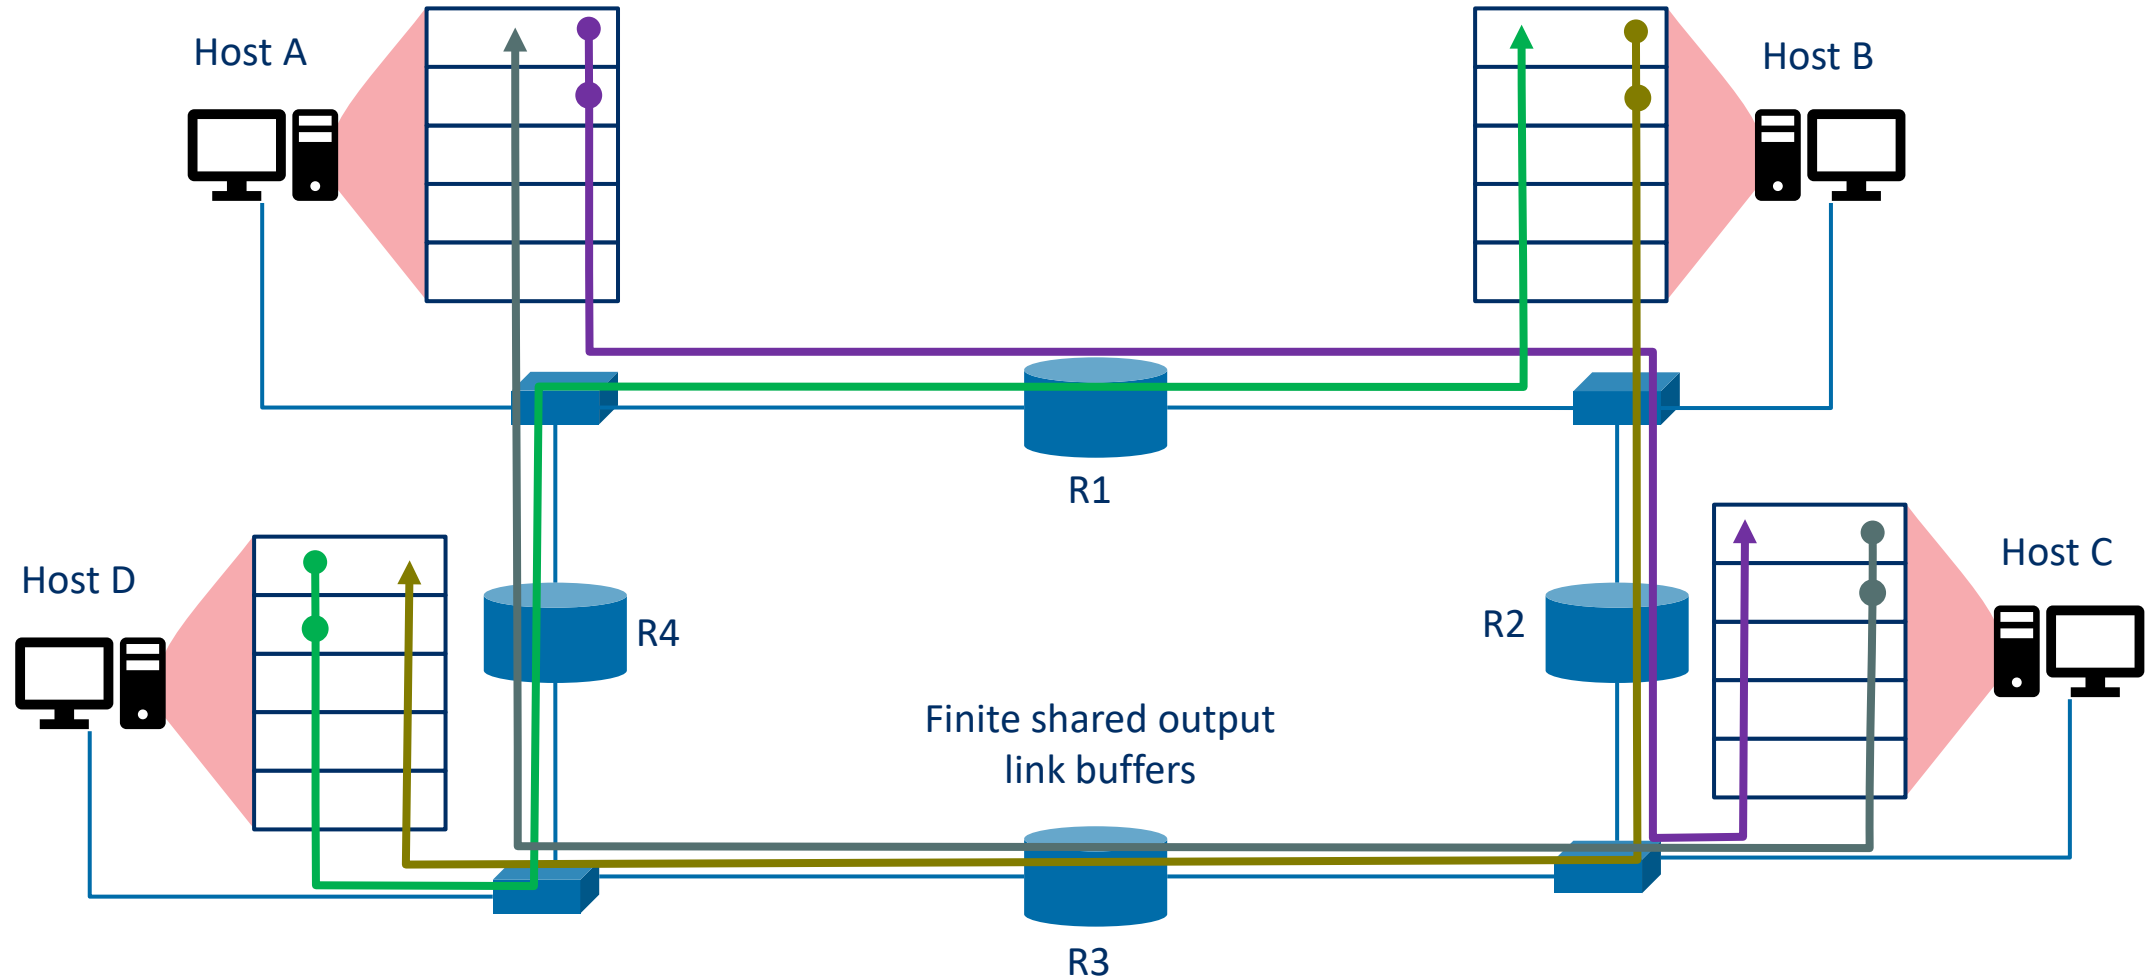 Host A
Host B
R1
Host D
Host C
R4
R2
Finite shared output
link buffers
R3